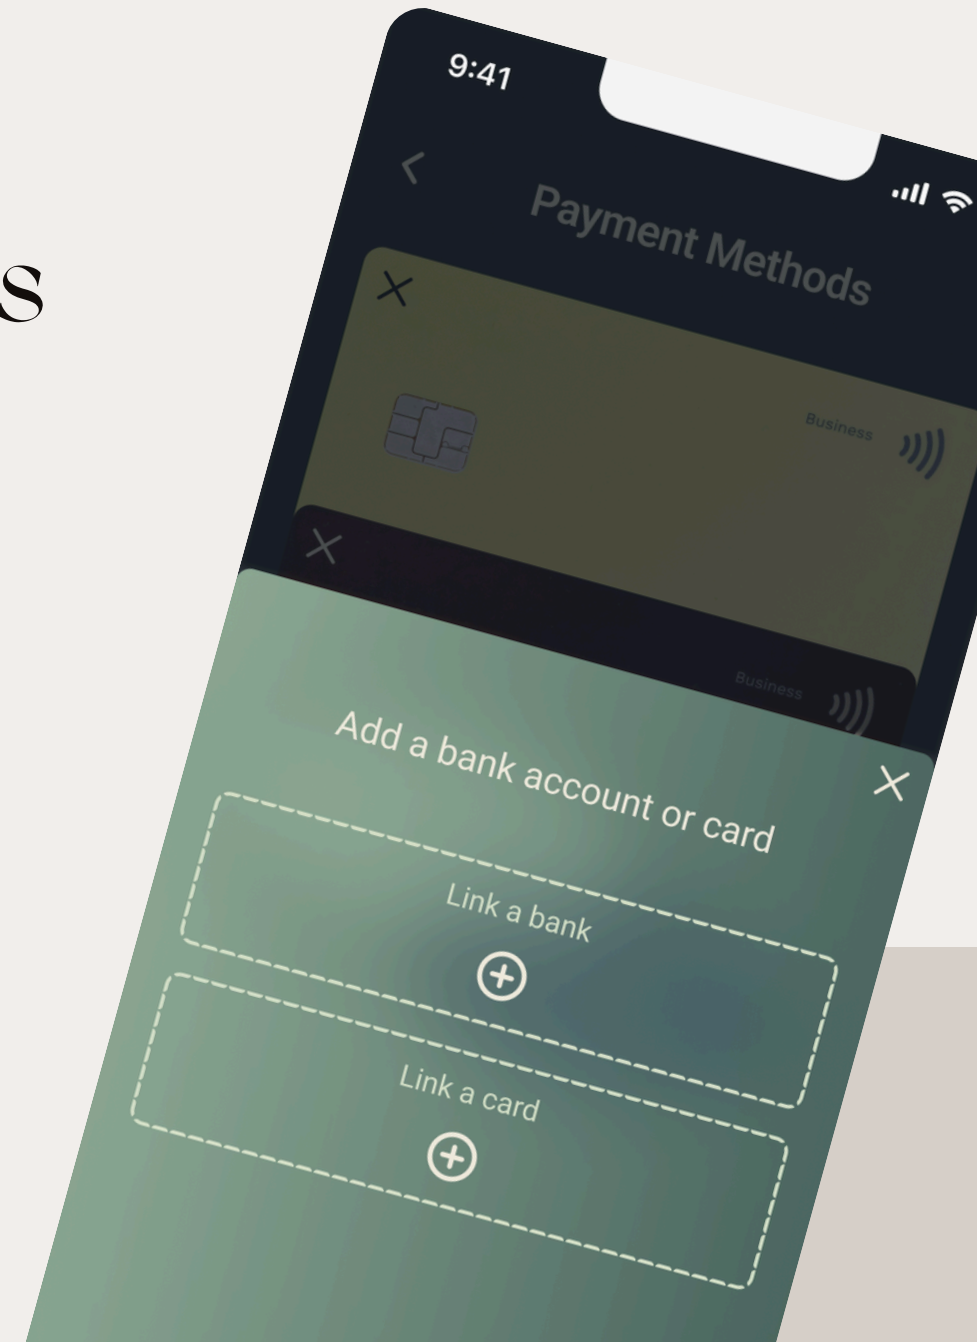 9:41
Payment Methods
s
Business
Business
Add a bank account or card
Link a bank
Link a card